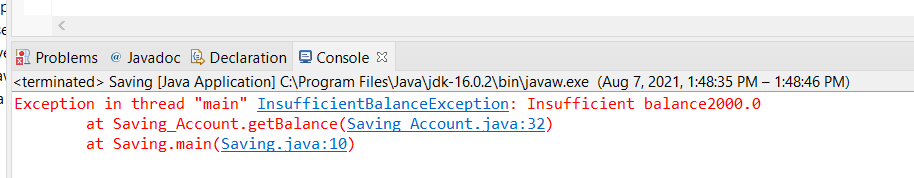 Problems @ Javadoc Declaration Console
<terminated> Saving [Java Application] C:\Program Files\Java\jdk-16.0.2\bin\javaw.exe (Aug 7, 2021, 1:48:35 PM – 1:48:46 PM)
Exception in thread "main" InsufficientBalanceException: Insufficient balance2000.0
at Saving_Account.getBalance(Saving_Account.java:32)
at Saving.main(Saving.java:10)